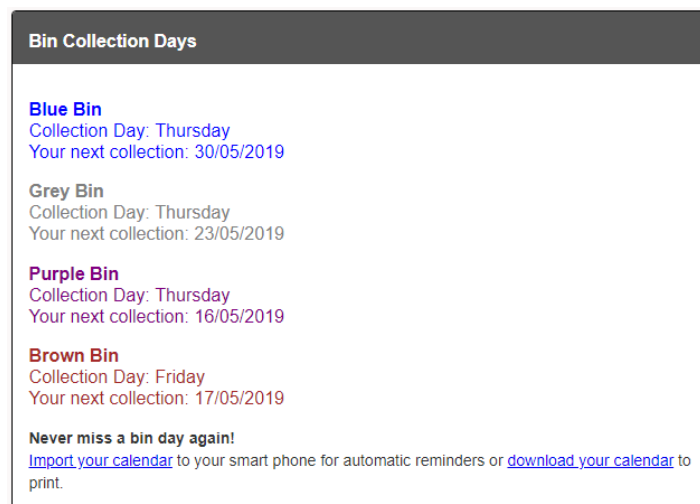 Bin Collection Days
Blue Bin
Collection Day: Thursday
Your next collection: 30/05/2019
Grey Bin
Collection Day: Thursday
Your next collection: 23/05/2019
Purple Bin
Collection Day: Thursday
Your next collection: 16/05/2019
Brown Bin
Collection Day: Friday
Your next collection: 17/05/2019
Never miss a bin day again!
Import your calendar to your smart phone for automatic reminders or download your calendar to
print.